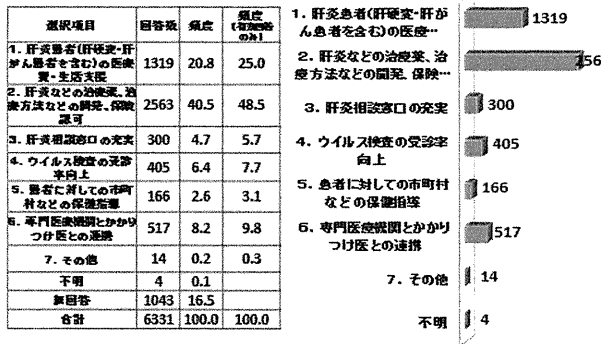 選択項目 回答数 頻度 頻度(有効回答のみ)
1. 肝炎患者(肝硬変・肝がん患者を含む)の医療費・生活支援 1319 20.8 25.0
2. 肝炎などの治療薬、治療方法などの開発、保険認可 2563 40.5 48.5
3. 肝炎相談窓口の充実 300 4.7 5.7
4. ウイルス検査の受診率向上 405 6.4 7.7
5. 患者に対しての市町村などの保健指導 166 2.6 3.1
6. 専門医療機関とかかりつけ医との連携 517 8.2 9.8
7. その他 14 0.2 0.3
不明 4 0.1
無回答 1043 16.5
合計 6331 100.0 100.0
1. 肝炎患者(肝硬変・肝がん患者を含む)の医療… 1319
2. 肝炎などの治療薬、治療方法などの開発、保険… 256
3. 肝炎相談窓口の充実 300
4. ウイルス検査の受診率向上 405
5. 患者に対しての市町村などの保健指導 166
6. 専門医療機関とかかりつけ医との連携 517
7. その他 14
不明 4